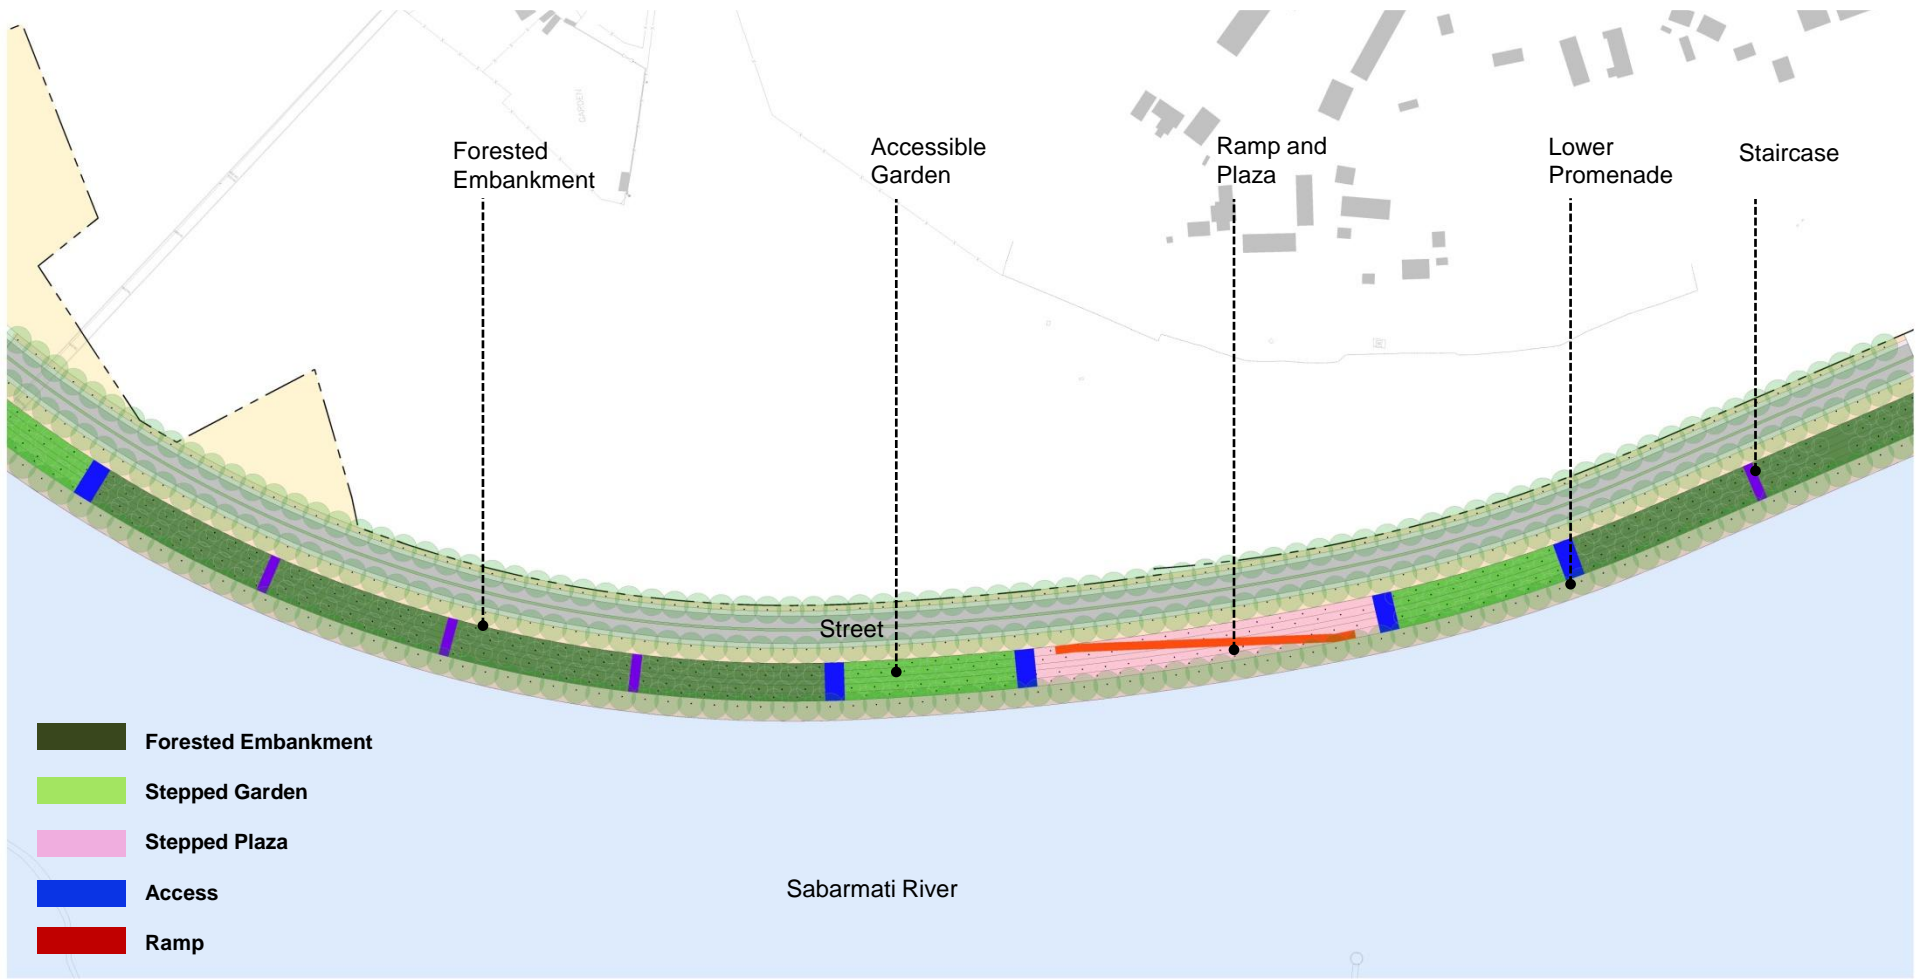 GARDEN
Forested
Embankment
Accessible
Garden
Ramp and
Plaza
Lower
Promenade
Staircase
Street
Forested Embankment
Stepped Garden
Stepped Plaza
Access
Ramp
Sabarmati River